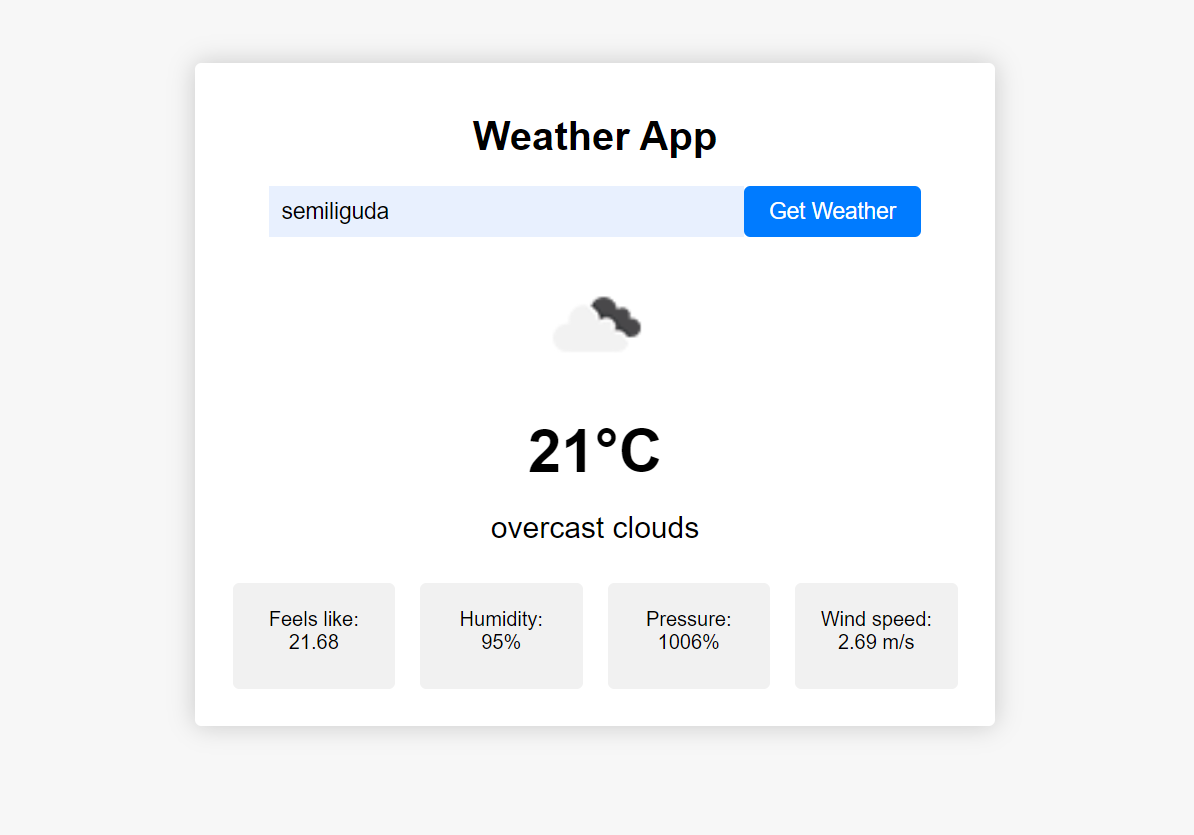 Weather App
semiliguda
Get Weather
21°C
overcast clouds
Feels like:
21.68
Humidity:
95%
Pressure:
1006%
Wind speed:
2.69 m/s